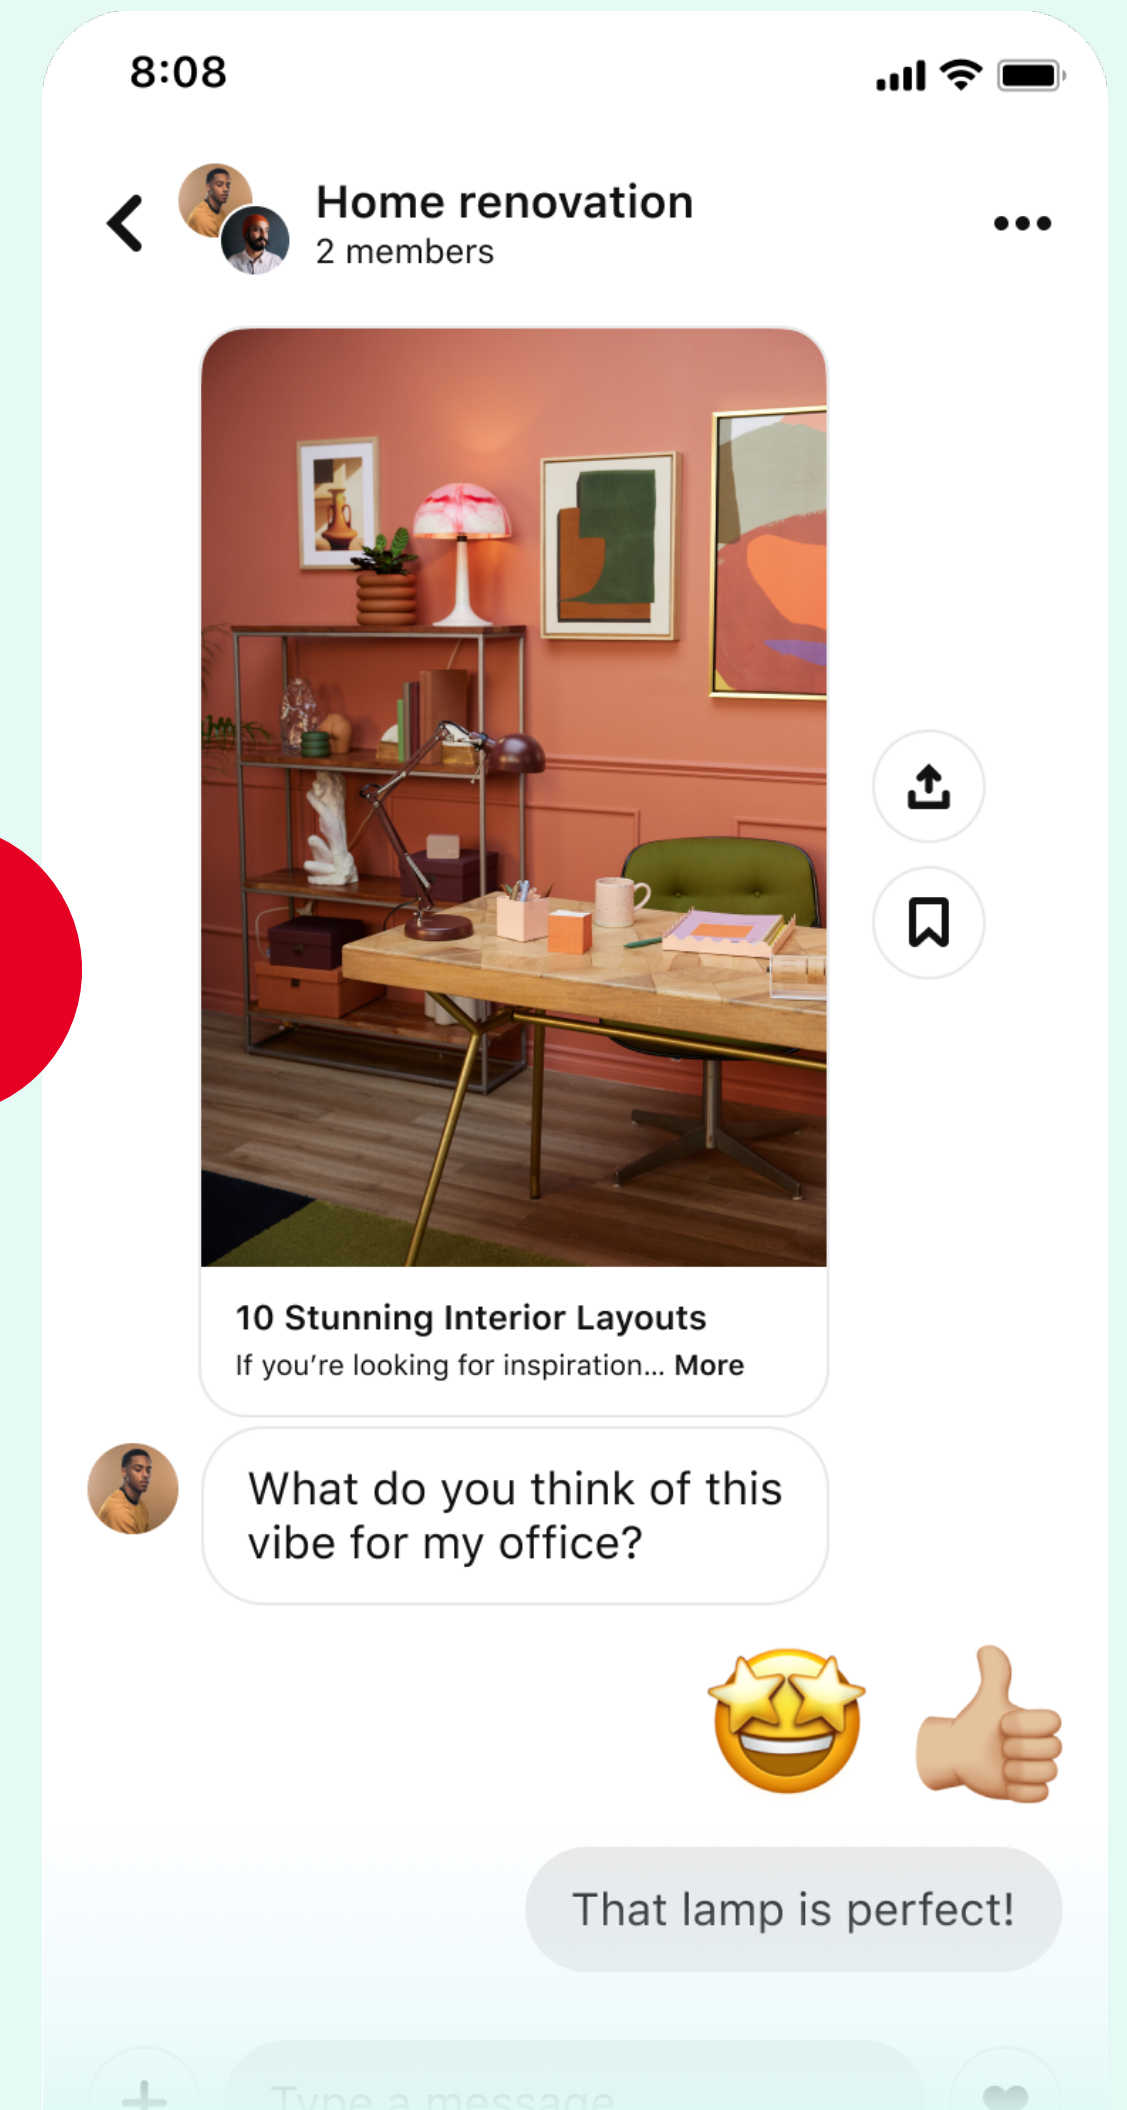 8:08
Home renovation
2 members
10 Stunning Interior Layouts
If you’re looking for inspiration... More
What do you think of this
vibe for my office?
That lamp is perfect!
Type a message